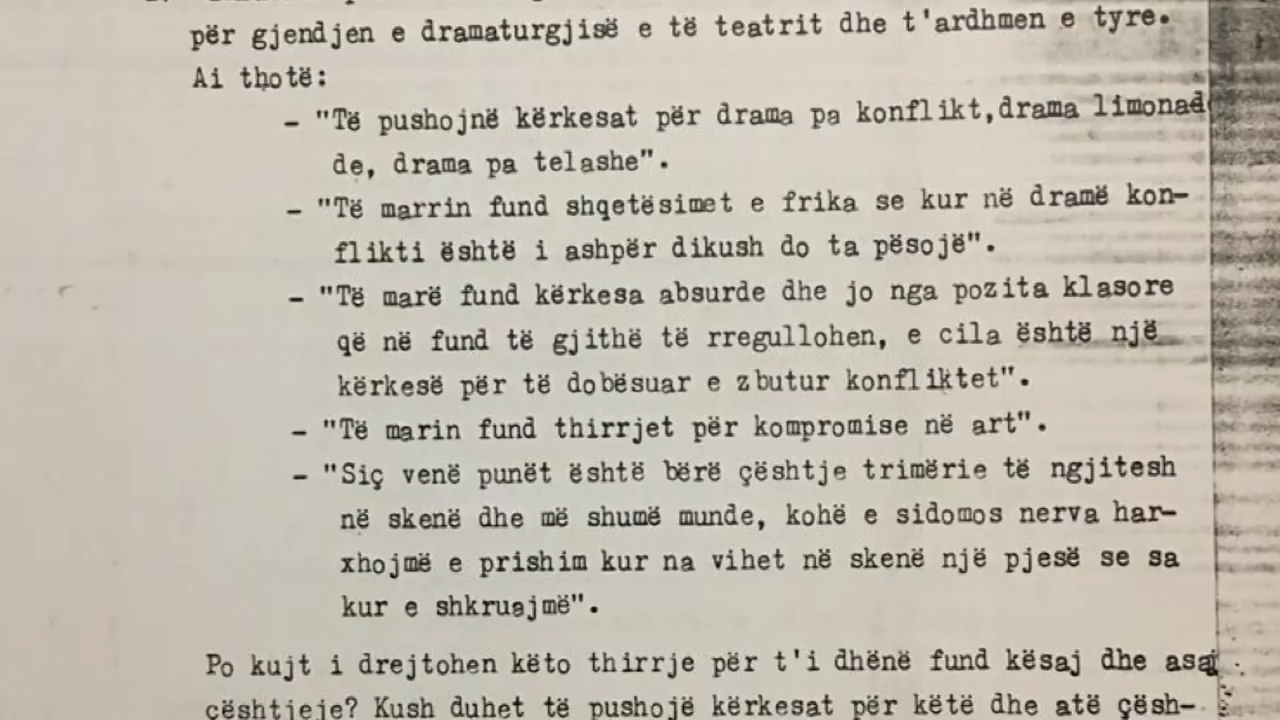 për gjendjen e dramaturgjisë e të teatrit dhe t'ardhmen e tyre.
Ai thotë:
- "Të pushojnë kërkesat për drama pa konflikt,drama limonad
de, drama pa telashe".
- "Të marrin fund shqetësimet e frika se kur në dramë kon-
flikti është i ashpër dikush do ta pësojë".
- "Të marë fund kërkesa absurde dhe jo nga pozita klasore
që në fund të gjithë të rregullohen, e cila është një
kërkesë për të dobësuar e zbutur konfliktet".
- "Të marin fund thirrjet për kompromise në art".
- "Siç venë punët është bërë çështje trimërie të ngjitesh
në skenë dhe më shumë munde, kohë e sidomos nerva har-
xhojmë e prishim kur na vihet në skenë një pjesë se sa
kur e shkruajmë".
Po kujt i drejtohen këto thirrje për t'i dhënë fund kësaj dhe asaj
çështjeje? Kush duhet të pushojë kërkesat për këtë dhe atë çësh-